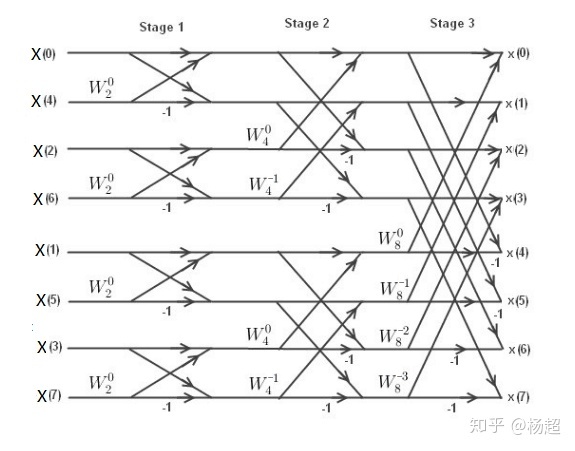 Stage 1 Stage 2 Stage 3
X(0) x(0)
W_2^0
X(4) -1 x(1)
W_4^0
X(2) -1 x(2)
W_2^0 W_4^{-1}
X(6) -1 -1 x(3)
W_8^0
X(1) -1 x(4)
W_2^0 W_8^{-1}
X(5) -1 -1 x(5)
W_4^0 W_8^{-2}
: X(3) -1 -1 x(6)
W_2^0 W_4^{-1} W_8^{-3}
X(7) -1 -1 -1 x(7)
知乎 @杨超